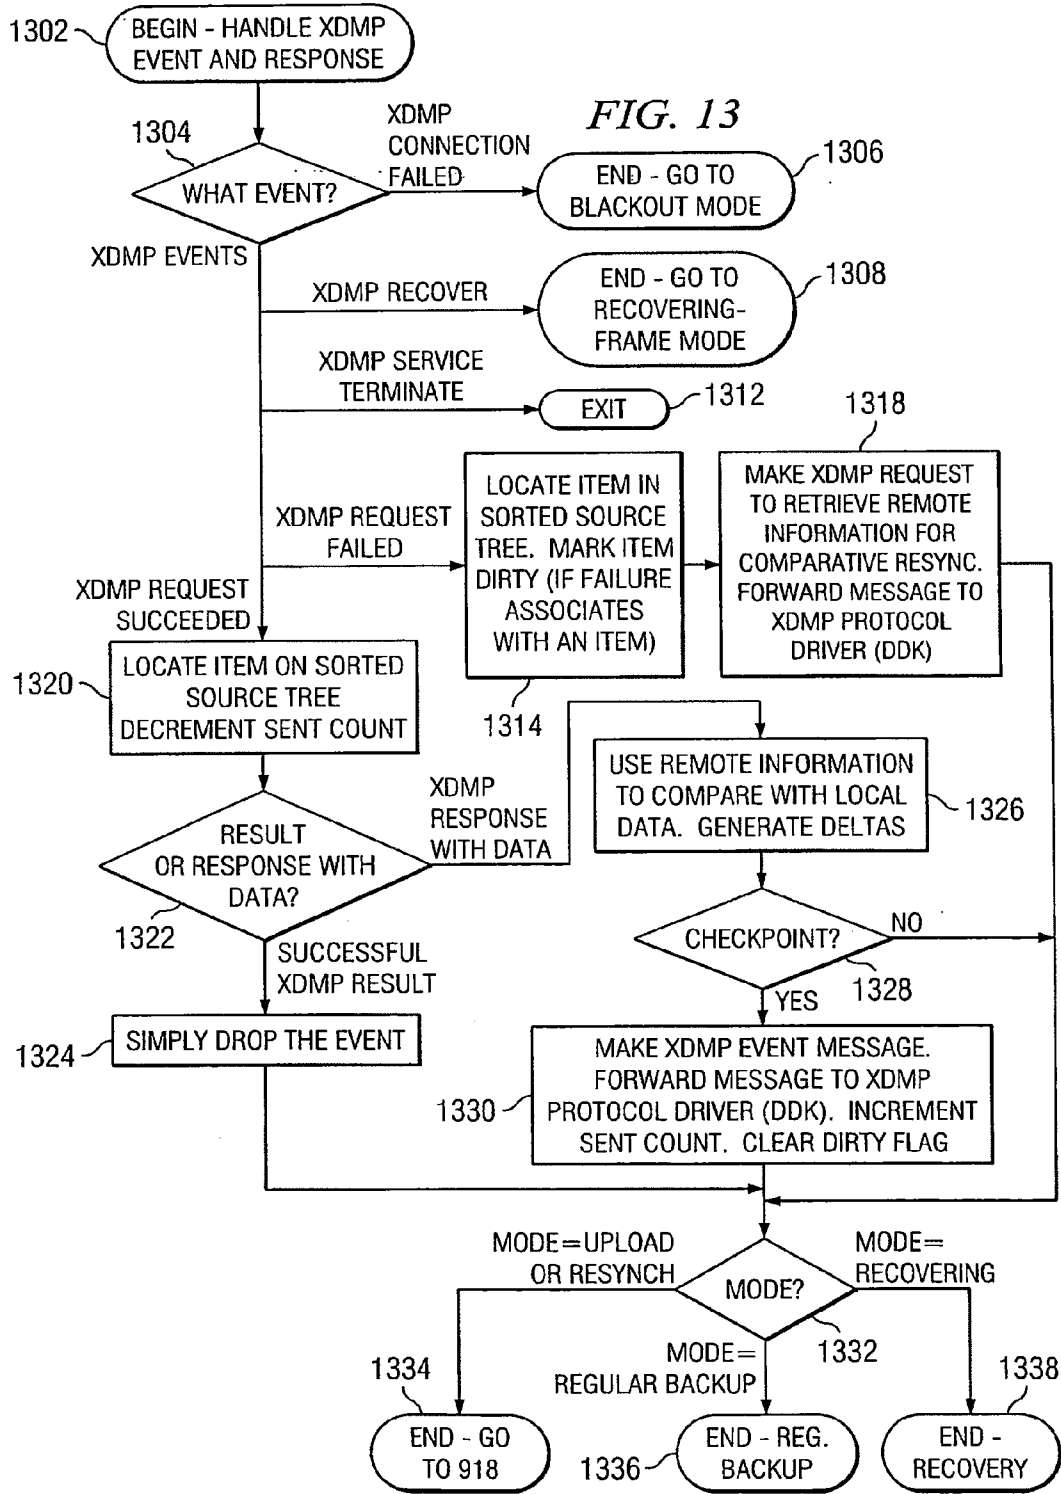 1302
BEGIN - HANDLE XDMP
EVENT AND RESPONSE
FIG. 13
1304
WHAT EVENT?
XDMP
CONNECTION
FAILED
END - GO TO
BLACKOUT MODE
1306
XDMP EVENTS
XDMP RECOVER
END - GO TO
RECOVERING-
FRAME MODE
1308
XDMP SERVICE
TERMINATE
EXIT
1312
XDMP REQUEST
FAILED
LOCATE ITEM IN
SORTED SOURCE
TREE. MARK ITEM
DIRTY (IF FAILURE
ASSOCIATES
WITH AN ITEM)
1314
1318
MAKE XDMP REQUEST
TO RETRIEVE REMOTE
INFORMATION FOR
COMPARATIVE RESYNC.
FORWARD MESSAGE TO
XDMP PROTOCOL
DRIVER (DDK)
XDMP REQUEST
SUCCEEDED
1320
LOCATE ITEM ON SORTED
SOURCE TREE
DECREMENT SENT COUNT
RESULT
OR RESPONSE WITH
DATA?
1322
XDMP
RESPONSE
WITH DATA
USE REMOTE INFORMATION
TO COMPARE WITH LOCAL
DATA. GENERATE DELTAS
1326
CHECKPOINT?
1328
NO
YES
SUCCESSFUL
XDMP RESULT
1324
SIMPLY DROP THE EVENT
1330
MAKE XDMP EVENT MESSAGE.
FORWARD MESSAGE TO XDMP
PROTOCOL DRIVER (DDK). INCREMENT
SENT COUNT. CLEAR DIRTY FLAG
MODE?
1332
MODE=UPLOAD
OR RESYNCH
MODE=
RECOVERING
MODE=
REGULAR BACKUP
1334
END - GO
TO 918
1336
END - REG.
BACKUP
1338
END -
RECOVERY